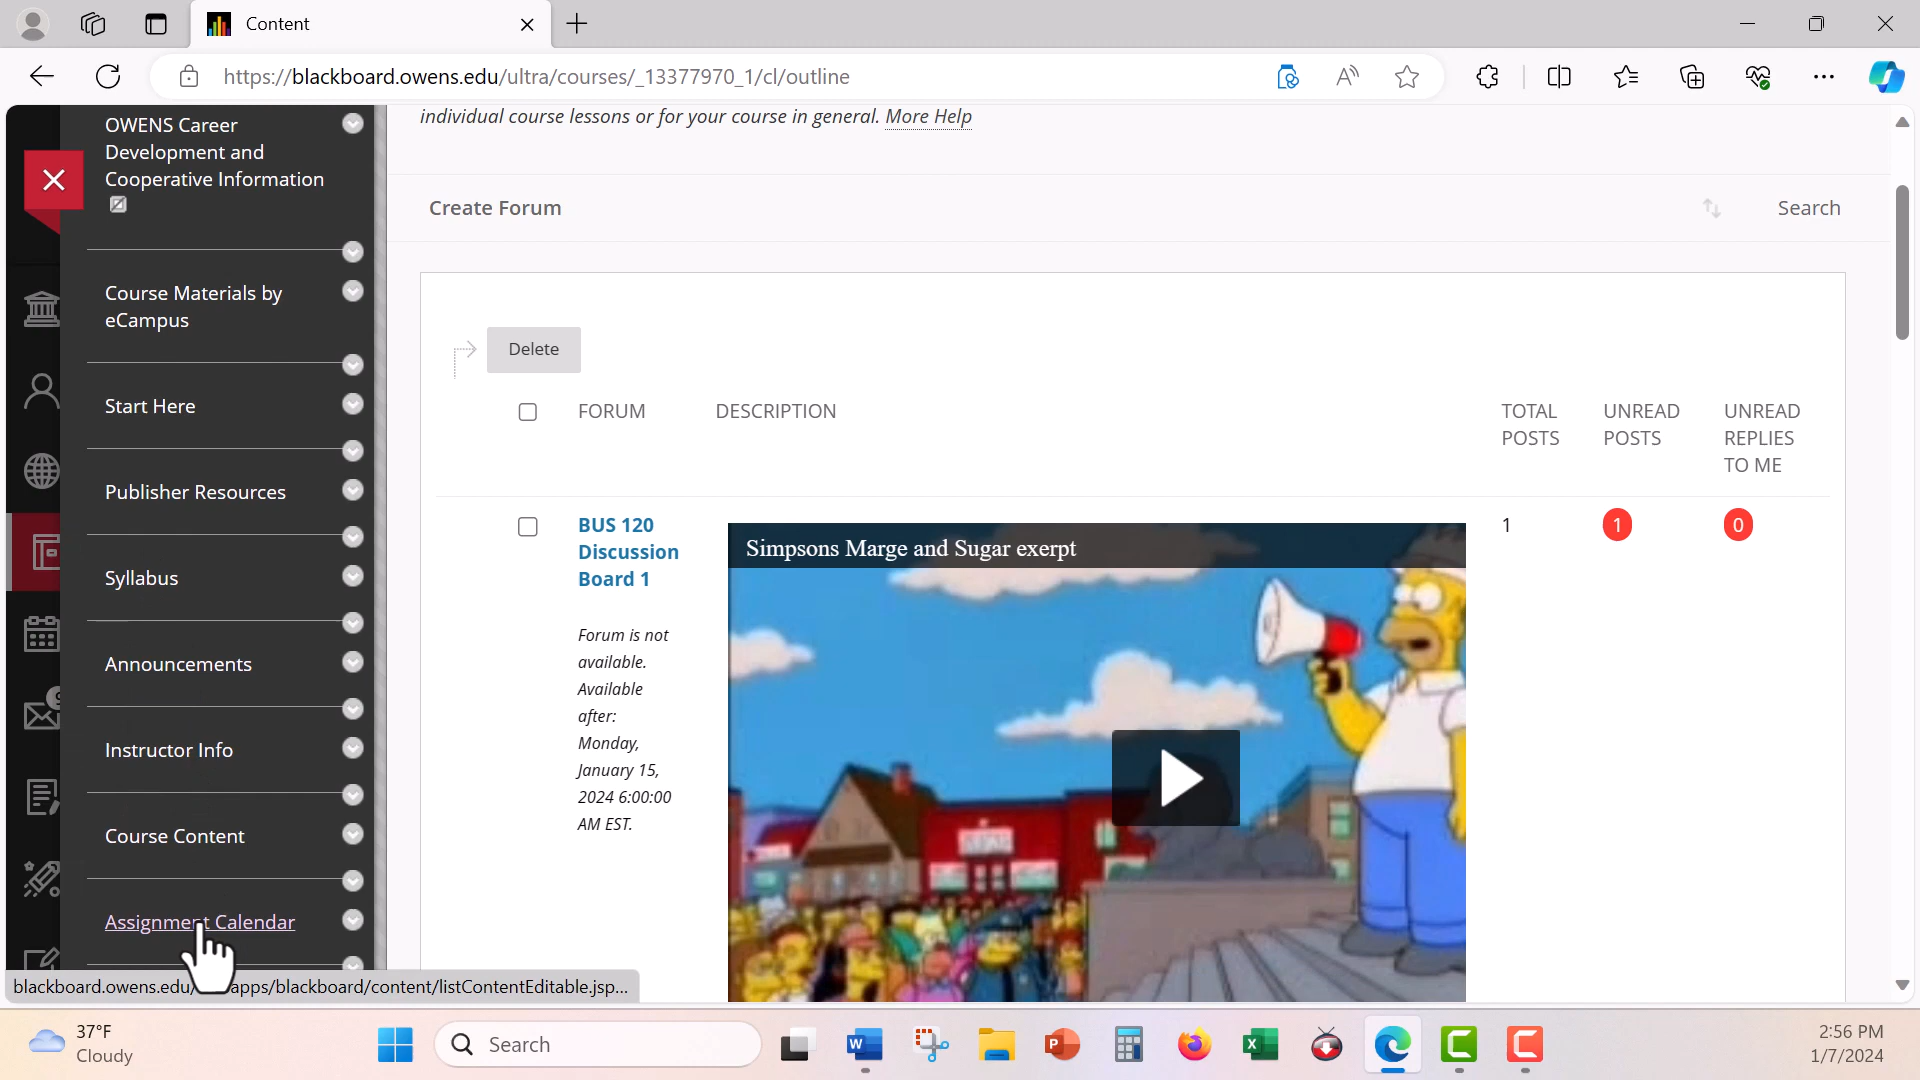 Content
https://blackboard.owens.edu/ultra/courses/_13377970_1/cl/outline
OWENS Career
Development and
Cooperative Information
Course Materials by
eCampus
Start Here
Publisher Resources
Syllabus
Announcements
Instructor Info
Course Content
Assignment Calendar
individual course lessons or for your course in general. More Help
Create Forum
Search
Delete
FORUM
DESCRIPTION
TOTAL
POSTS
UNREAD
POSTS
UNREAD
REPLIES
TO ME
BUS 120
Discussion
Board 1
Forum is not
available.
Available
after:
Monday,
January 15,
2024 6:00:00
AM EST.
Simpsons Marge and Sugar exerpt
1
1
0
blackboard.owens.edu/ apps/blackboard/content/listContentEditable.jsp...
37°F
Cloudy
Search
2:56 PM
1/7/2024